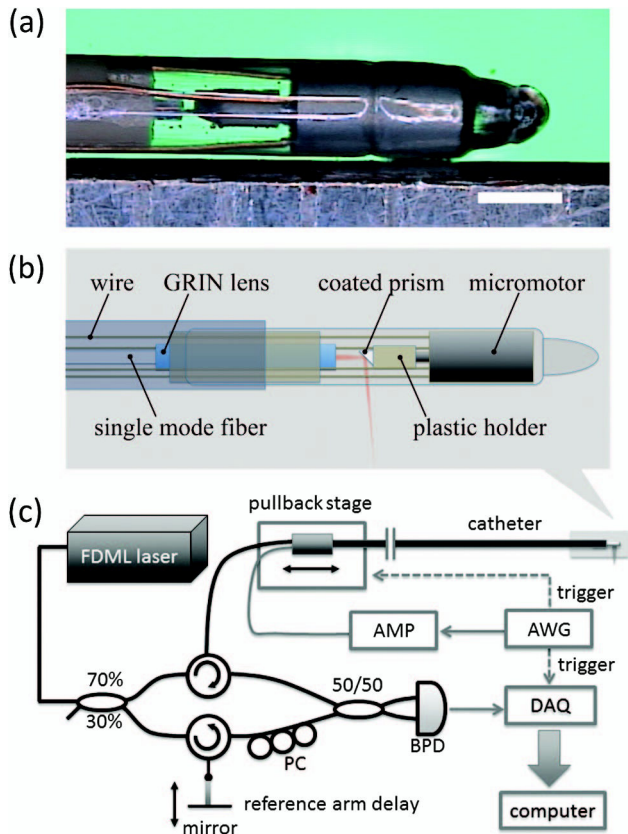 (a)
(b)
wire
GRIN lens
coated prism
micromotor
single mode fiber
plastic holder
(c)
pullback stage
catheter
FDML laser
trigger
AMP
AWG
70%
50/50
trigger
30%
DAQ
BPD
PC
reference arm delay
mirror
computer